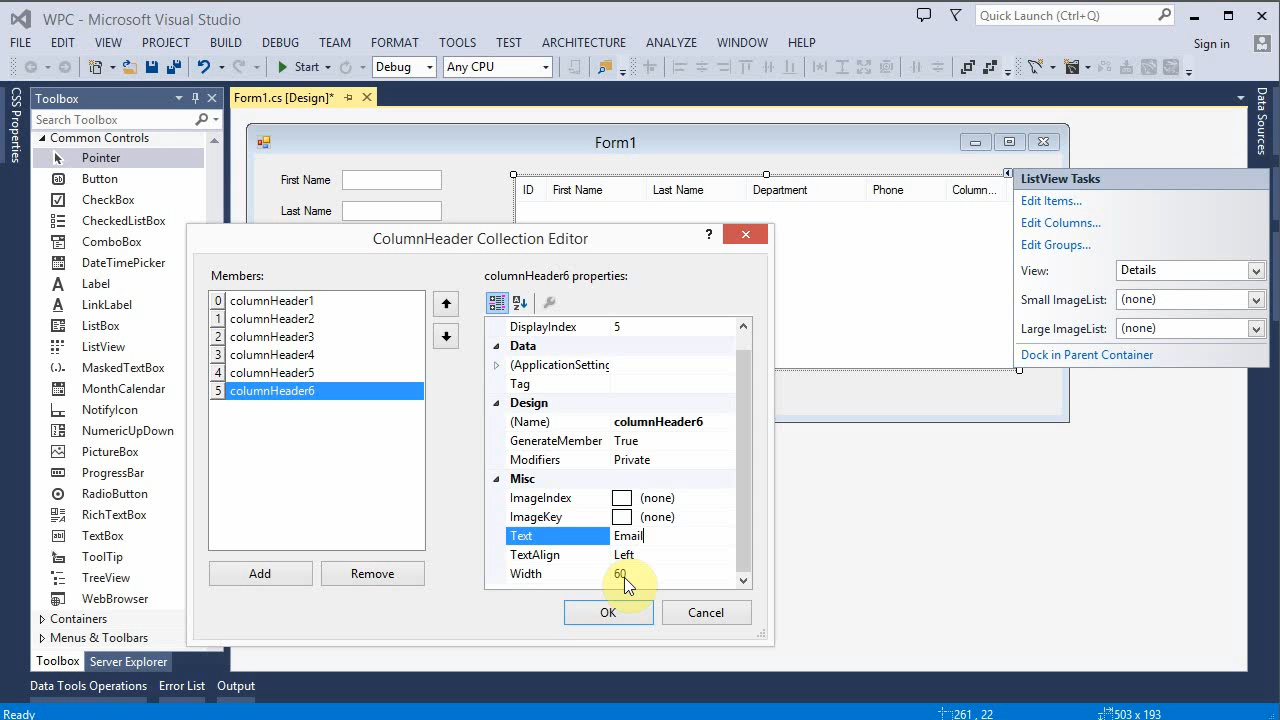 WPC - Microsoft Visual Studio
Quick Launch (Ctrl+Q)
FILE EDIT VIEW PROJECT BUILD DEBUG TEAM FORMAT TOOLS TEST ARCHITECTURE ANALYZE WINDOW HELP
Sign in
Start Debug Any CPU
CSS Properties
Toolbox
Search Toolbox
Common Controls
Pointer
Button
CheckBox
CheckedListBox
ComboBox
DateTimePicker
Label
LinkLabel
ListBox
ListView
MaskedTextBox
MonthCalendar
NotifyIcon
NumericUpDown
PictureBox
ProgressBar
RadioButton
RichTextBox
TextBox
ToolTip
TreeView
WebBrowser
Containers
Menus & Toolbars
Toolbox Server Explorer
Form1.cs [Design]*
Form1
First Name
Last Name
ID First Name Last Name Department Phone Column...
ListView Tasks
Edit Items...
Edit Columns...
Edit Groups...
View: Details
Small ImageList: (none)
Large ImageList: (none)
Dock in Parent Container
Data Sources
ColumnHeader Collection Editor
?
Members:
0 columnHeader1
1 columnHeader2
2 columnHeader3
3 columnHeader4
4 columnHeader5
5 columnHeader6
Add Remove
columnHeader6 properties:
DisplayIndex 5
Data
(ApplicationSetting
Tag
Design
(Name) columnHeader6
GenerateMember True
Modifiers Private
Misc
ImageIndex (none)
ImageKey (none)
Text Email
TextAlign Left
Width 60
OK Cancel
Data Tools Operations Error List Output
Ready 261 , 22 503 x 193